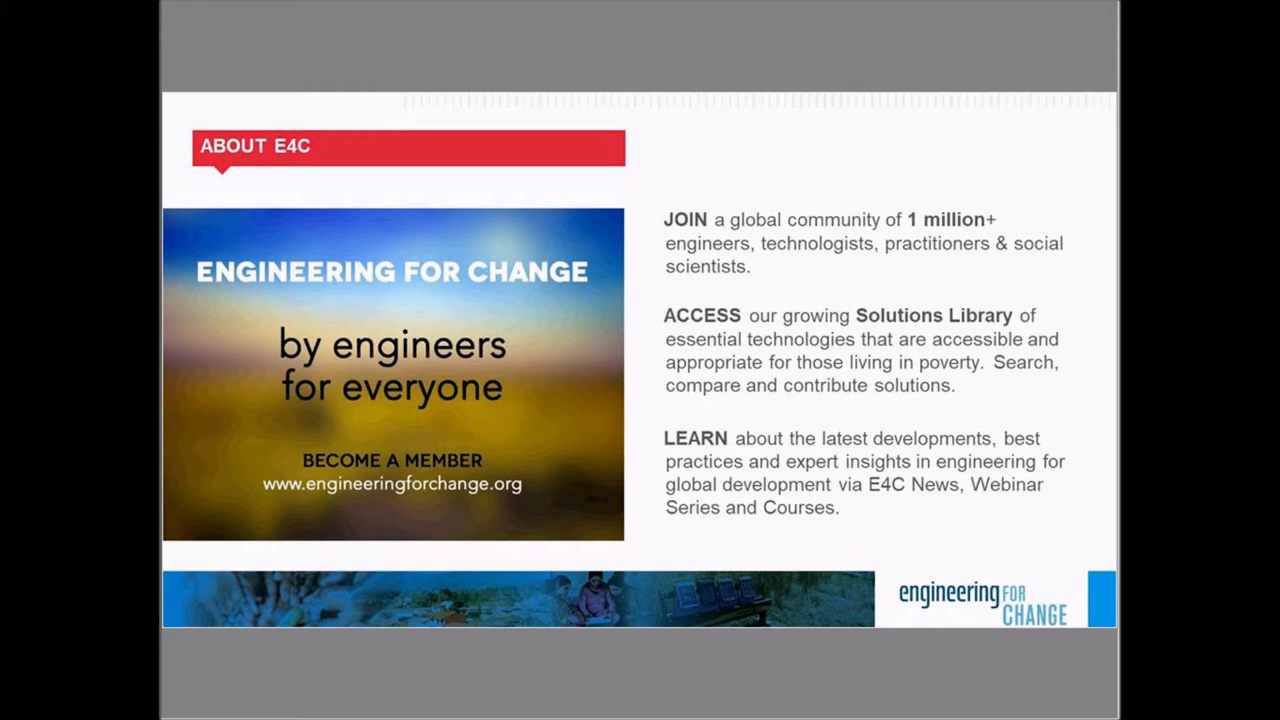 ABOUT E4C
ENGINEERING FOR CHANGE
by engineers
for everyone
BECOME A MEMBER
www.engineeringforchange.org
JOIN a global community of 1 million+
engineers, technologists, practitioners & social
scientists.
ACCESS our growing Solutions Library of
essential technologies that are accessible and
appropriate for those living in poverty. Search,
compare and contribute solutions.
LEARN about the latest developments, best
practices and expert insights in engineering for
global development via E4C News, Webinar
Series and Courses.
engineering FOR
CHANGE